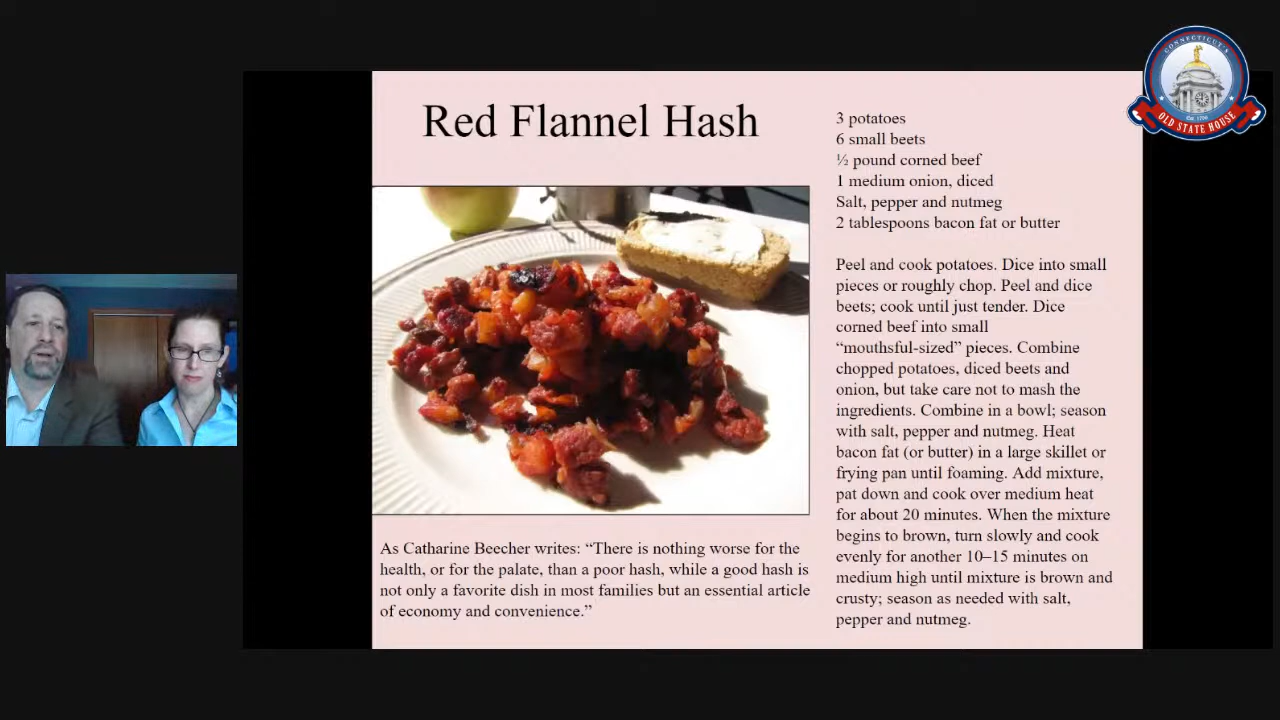 Red Flannel Hash
As Catharine Beecher writes: “There is nothing worse for the
health, or for the palate, than a poor hash, while a good hash is
not only a favorite dish in most families but an essential article
of economy and convenience.”
3 potatoes
6 small beets
½ pound corned beef
1 medium onion, diced
Salt, pepper and nutmeg
2 tablespoons bacon fat or butter
Peel and cook potatoes. Dice into small
pieces or roughly chop. Peel and dice
beets; cook until just tender. Dice
corned beef into small
“mouthsful-sized” pieces. Combine
chopped potatoes, diced beets and
onion, but take care not to mash the
ingredients. Combine in a bowl; season
with salt, pepper and nutmeg. Heat
bacon fat (or butter) in a large skillet or
frying pan until foaming. Add mixture,
pat down and cook over medium heat
for about 20 minutes. When the mixture
begins to brown, turn slowly and cook
evenly for another 10–15 minutes on
medium high until mixture is brown and
crusty; season as needed with salt,
pepper and nutmeg.
CONNECTICUT'S
OLD STATE HOUSE